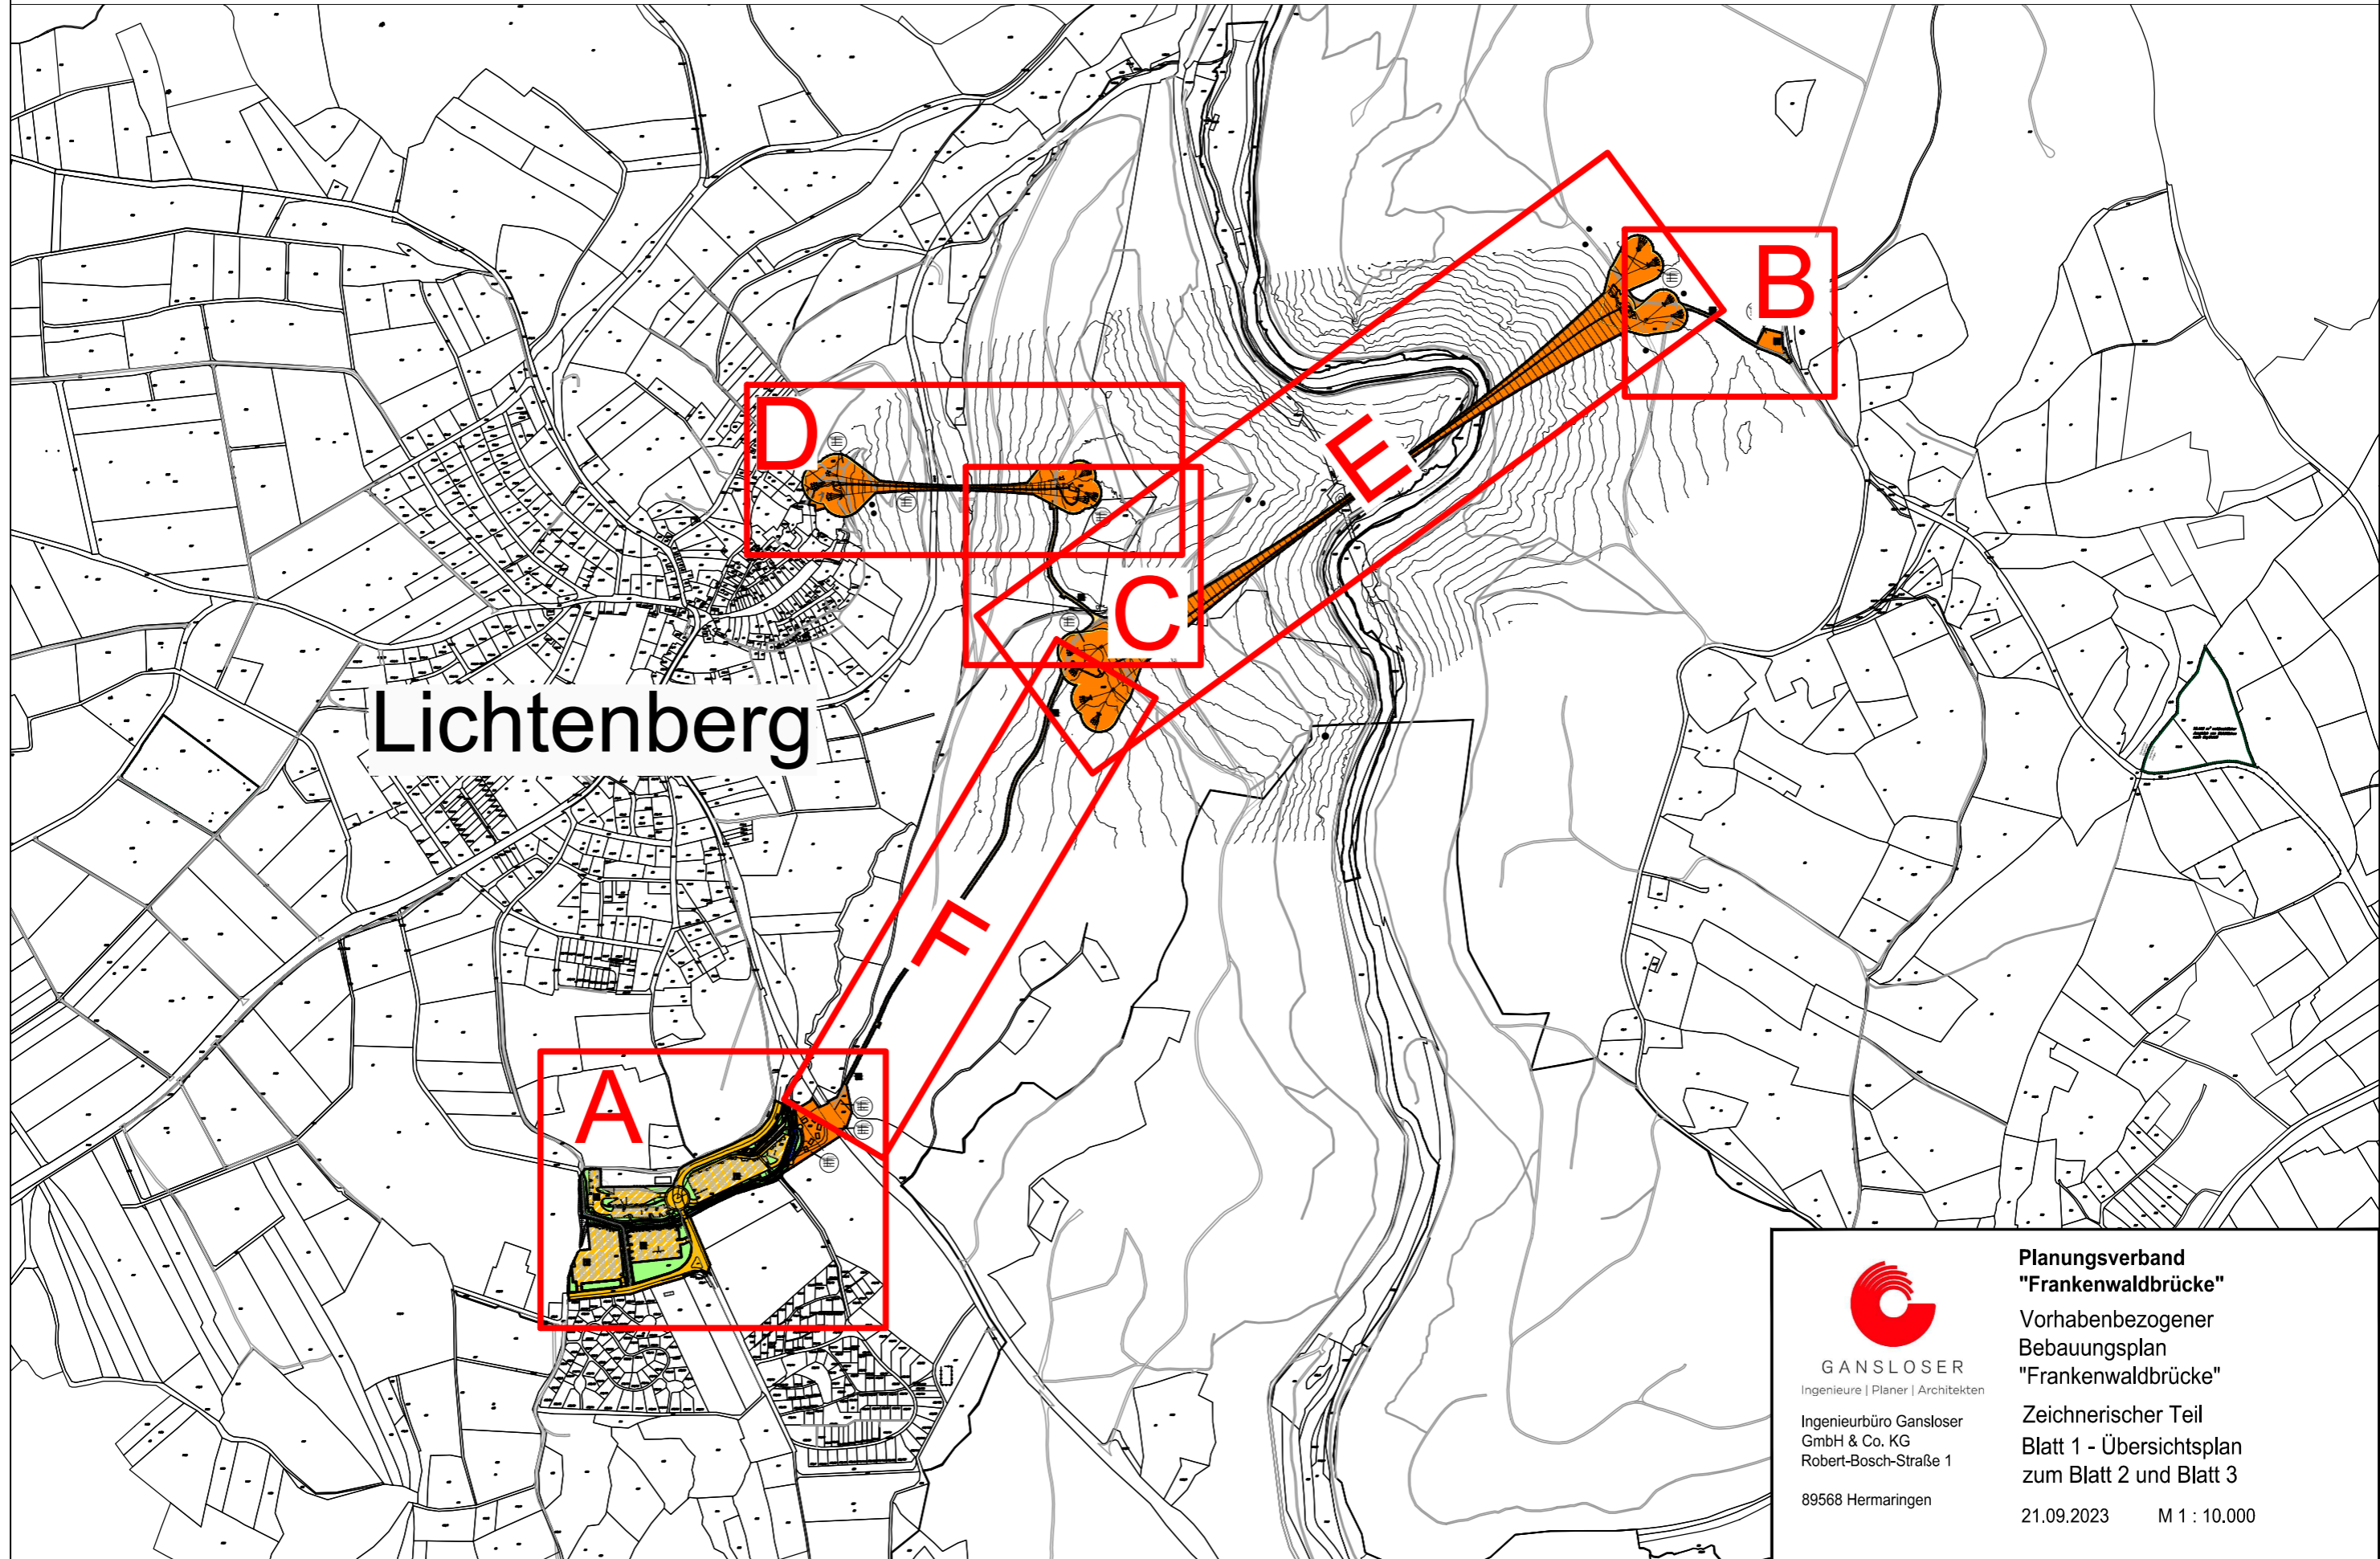 B
D
E
C
Lichtenberg
F
A
GANSLOSER
Ingenieure | Planer | Architekten
Ingenieurbüro Gansloser
GmbH & Co. KG
Robert-Bosch-Straße 1
89568 Hermaringen
Planungsverband
"Frankenwaldbrücke"
Vorhabenbezogener
Bebauungsplan
"Frankenwaldbrücke"
Zeichnerischer Teil
Blatt 1 - Übersichtsplan
zum Blatt 2 und Blatt 3
21.09.2023 M 1 : 10.000